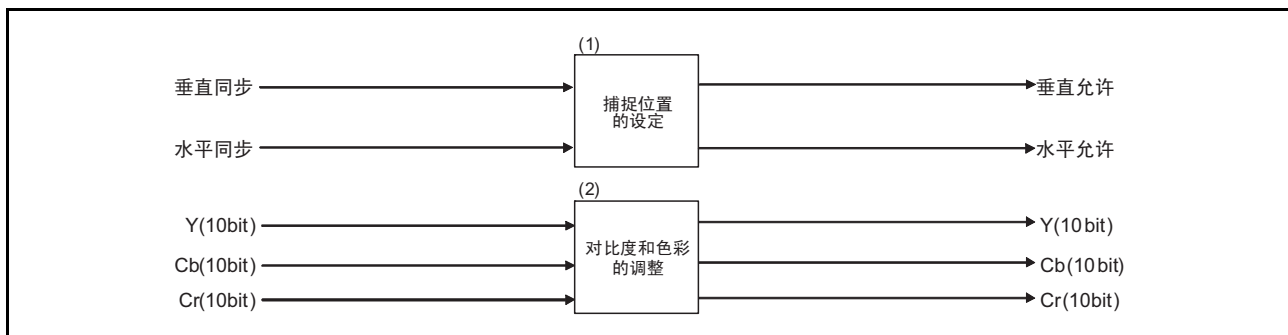 (1)
垂直同步
捕捉位置
的设定
垂直允许
水平同步
水平允许
(2)
Y(10bit)
对比度和色彩
的调整
Y(10bit)
Cb(10bit)
Cb(10bit)
Cr(10bit)
Cr(10bit)